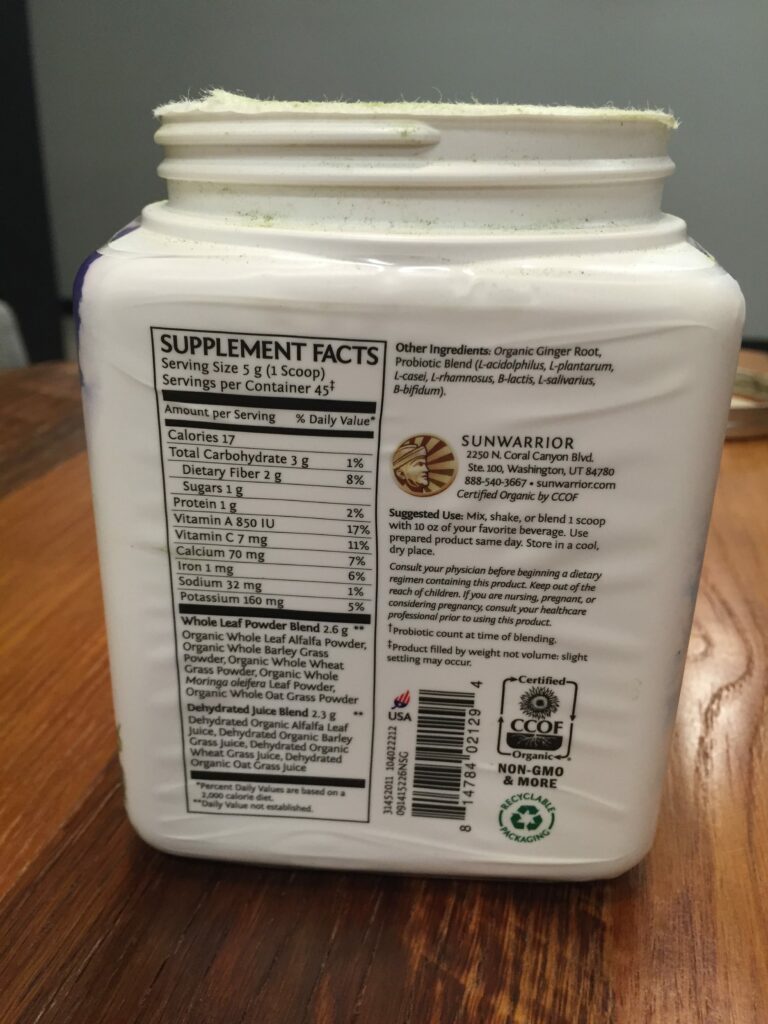 SUPPLEMENT FACTS
Serving Size 5 g (1 Scoop)
Servings per Container 45‡
Amount per Serving % Daily Value*
Calories 17
Total Carbohydrate 3 g 1%
Dietary Fiber 2 g 8%
Sugars 1 g
Protein 1 g 2%
Vitamin A 850 IU 17%
Vitamin C 7 mg 11%
Calcium 70 mg 7%
Iron 1 mg 6%
Sodium 32 mg 1%
Potassium 160 mg 5%
Whole Leaf Powder Blend 2.6 g **
Organic Whole Leaf Alfalfa Powder,
Organic Whole Barley Grass
Powder, Organic Whole Wheat
Grass Powder, Organic Whole
Moringa oleifera Leaf Powder,
Organic Whole Oat Grass Powder
Dehydrated Juice Blend 2.3 g **
Dehydrated Organic Alfalfa Leaf
Juice, Dehydrated Organic Barley
Grass Juice, Dehydrated Organic
Wheat Grass Juice, Dehydrated
Organic Oat Grass Juice
*Percent Daily Values are based on a
2,000 calorie diet.
**Daily Value not established.
Other Ingredients: Organic Ginger Root,
Probiotic Blend (L-acidolphilus, L-plantarum,
L-casei, L-rhamnosus, B-lactis, L-salivarius,
B-bifidum).
SUNWARRIOR
2250 N. Coral Canyon Blvd.
Ste. 100, Washington, UT 84780
888-540-3667 • sunwarrior.com
Certified Organic by CCOF
Suggested Use: Mix, shake, or blend 1 scoop
with 10 oz of your favorite beverage. Use
prepared product same day. Store in a cool,
dry place.
Consult your physician before beginning a dietary
regimen containing this product. Keep out of the
reach of children. If you are nursing, pregnant, or
considering pregnancy, consult your healthcare
professional prior to using this product.
†Probiotic count at time of blending.
‡Product filled by weight not volume: slight
settling may occur.
USA
31452011 104022212
091415226NSG
8 14784 02129 4
Certified
CCOF
Organic
NON-GMO
& MORE
RECYCLABLE
PACKAGING